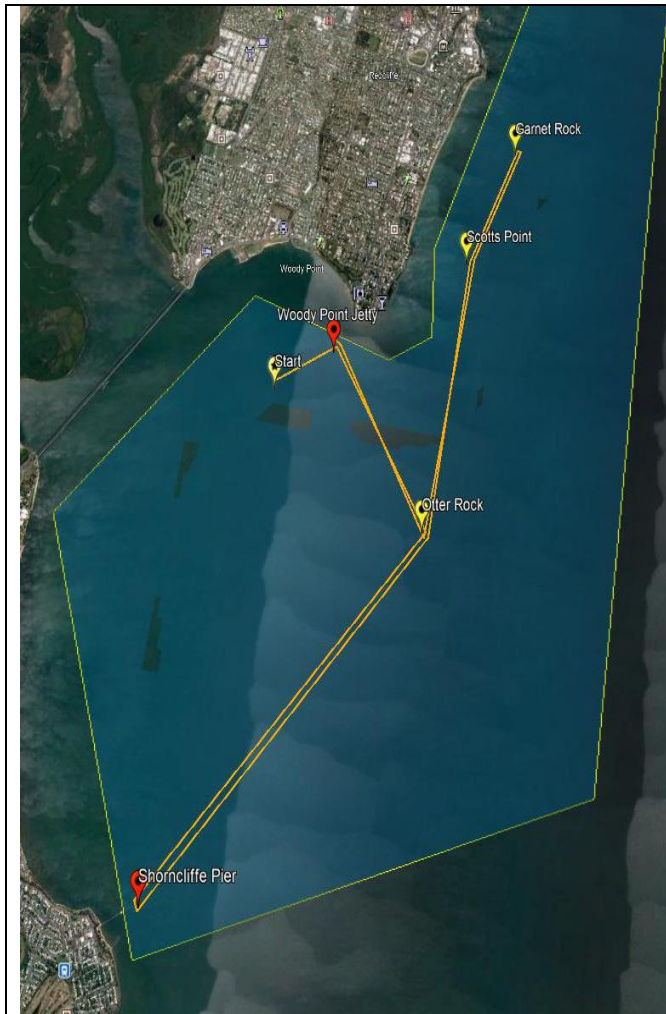 Redcliffe
Garnet Rock
Scotts Point
Woody Point
Woody Point Jetty
Start
Otter Rock
Shorncliffe Pier